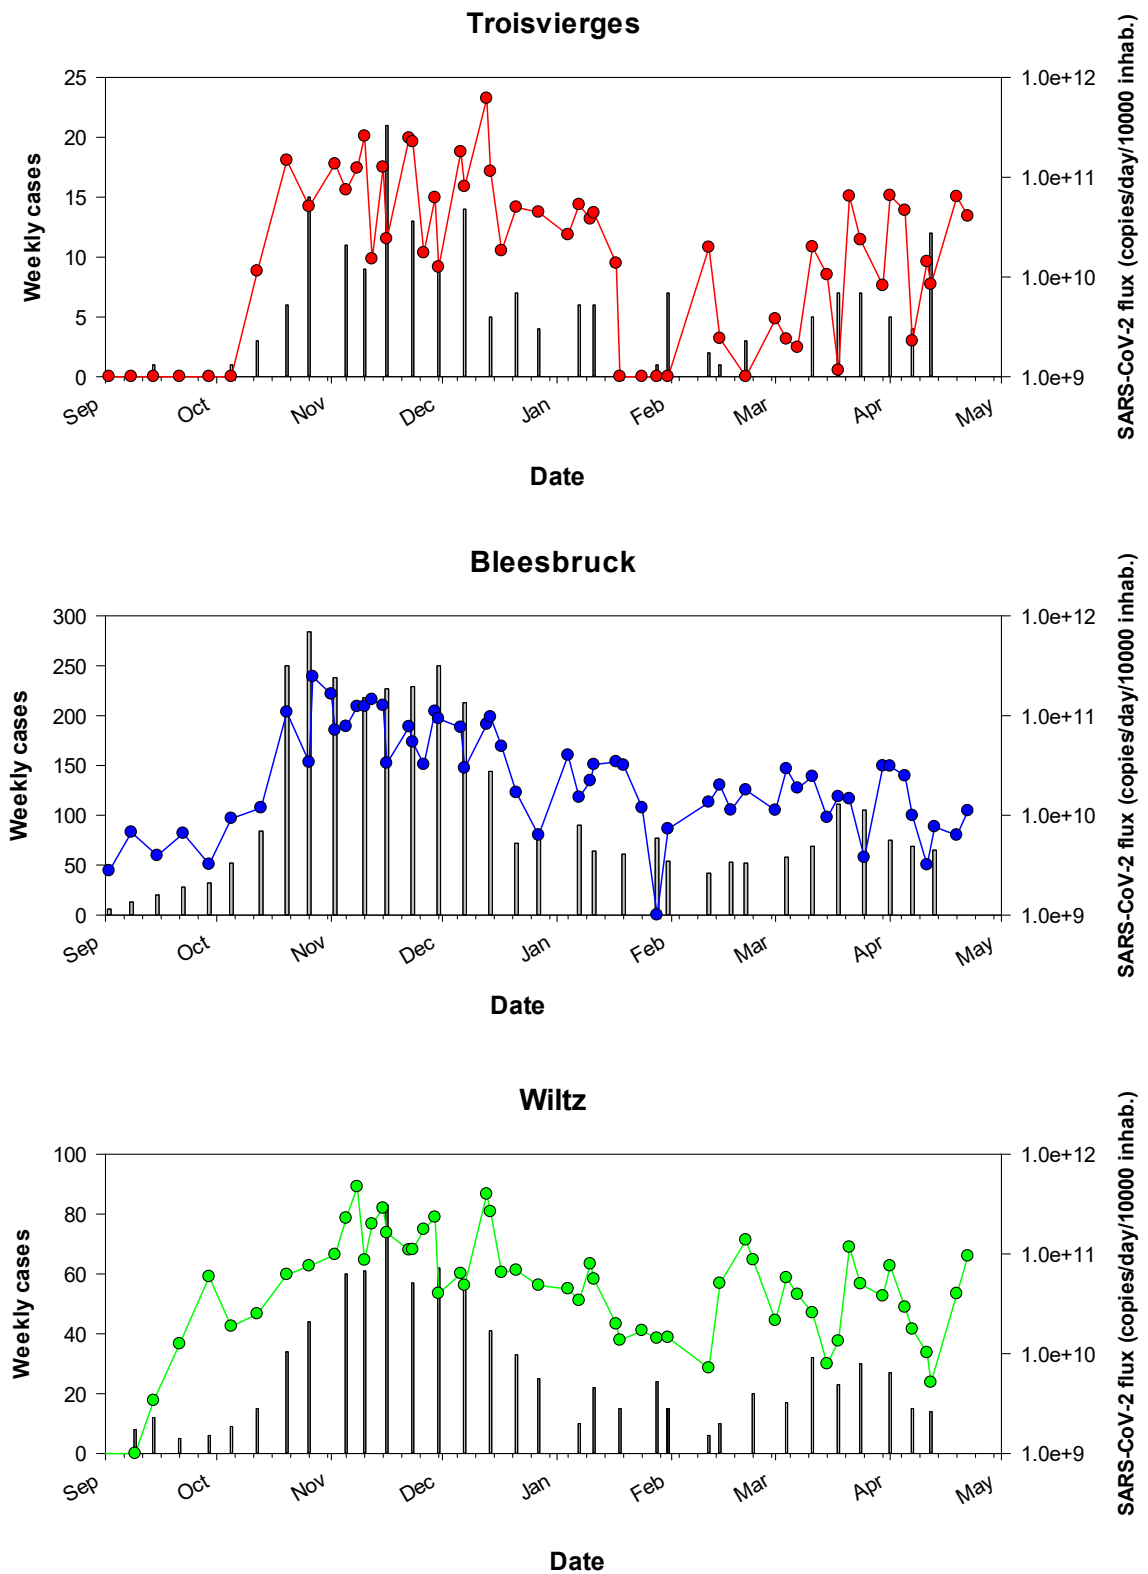 Troisvierges
Weekly cases
25
20
15
10
5
0
1.0e+12
1.0e+11
1.0e+10
1.0e+9
SARS-CoV-2 flux (copies/day/10000 inhab.)
Sep Oct Nov Dec Jan Feb Mar Apr May
Date
Bleesbruck
Weekly cases
300
250
200
150
100
50
0
1.0e+12
1.0e+11
1.0e+10
1.0e+9
SARS-CoV-2 flux (copies/day/10000 inhab.)
Sep Oct Nov Dec Jan Feb Mar Apr May
Date
Wiltz
Weekly cases
100
80
60
40
20
0
1.0e+12
1.0e+11
1.0e+10
1.0e+9
SARS-CoV-2 flux (copies/day/10000 inhab.)
Sep Oct Nov Dec Jan Feb Mar Apr May
Date